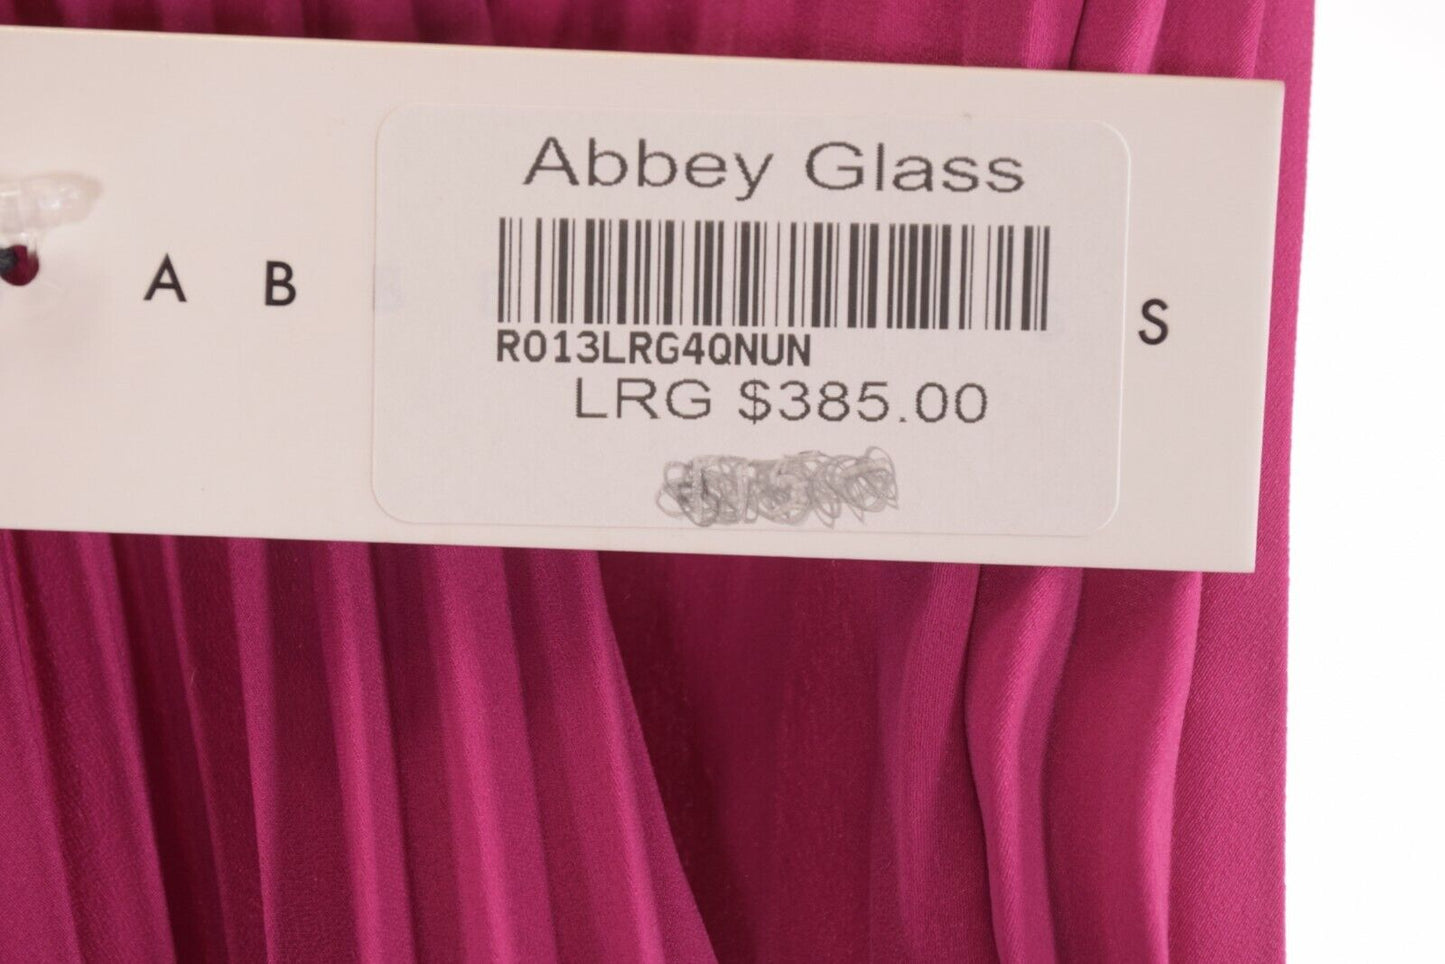 Abbey Glass
A B S
R013LRG4QNUN
LRG $385.00